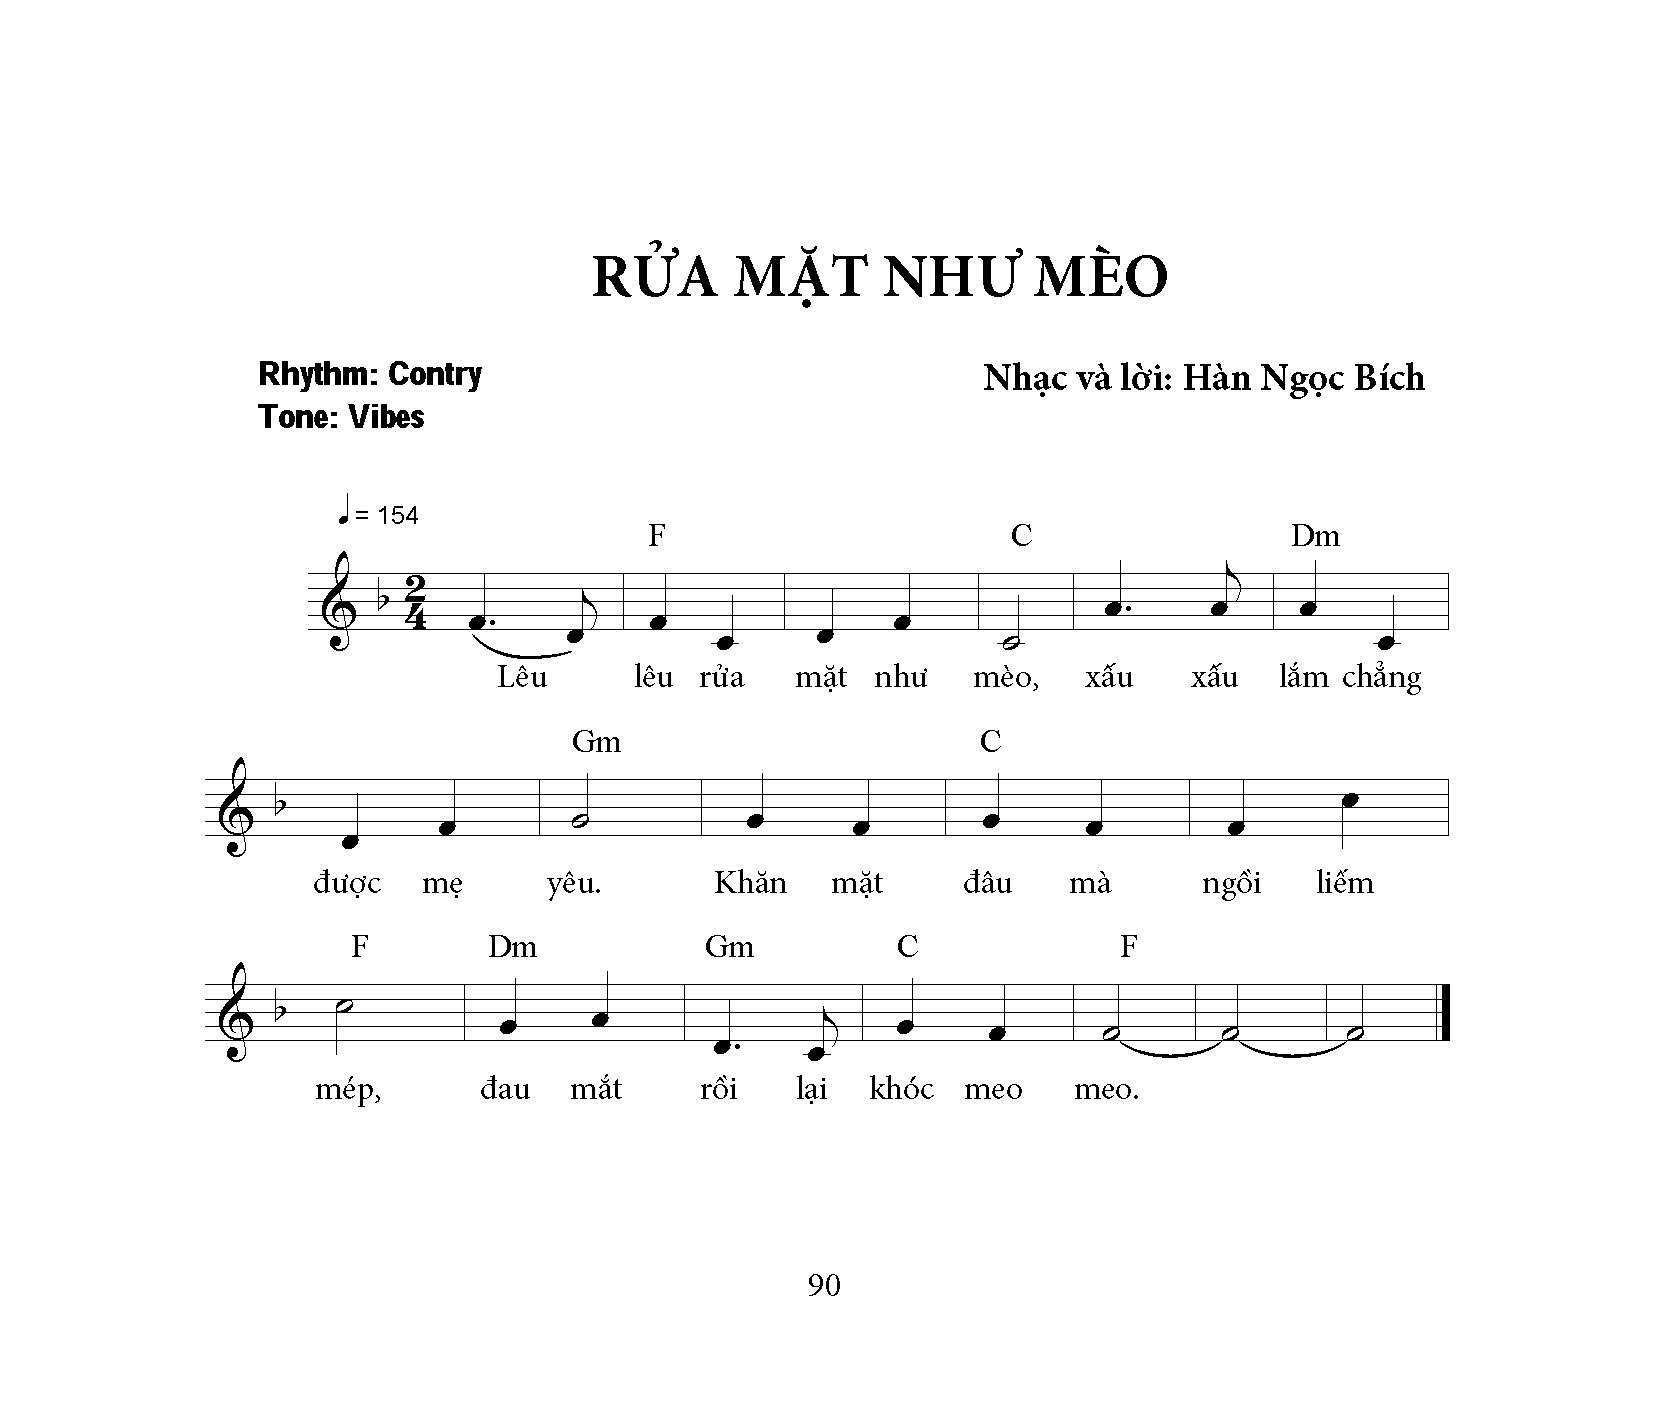 RỬA MẶT NHƯ MÈO
Rhythm: Contry
Nhạc và lời: Hàn Ngọc Bích
Tone: Vibes
= 154
F C Dm
2
4
Lêu lêu rửa mặt như mèo, xấu xấu lắm chẳng
Gm C
được mẹ yêu. Khăn mặt đâu mà ngồi liếm
F Dm Gm C F
mép, đau mắt rồi lại khóc meo meo.
90